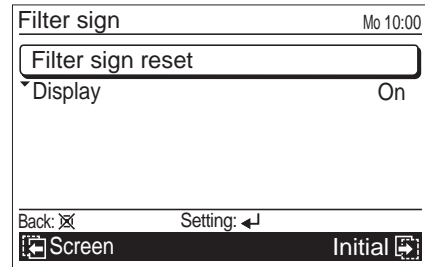 Filter sign Mo 10:00
Filter sign reset
Display On
Back: Setting:
Screen Initial